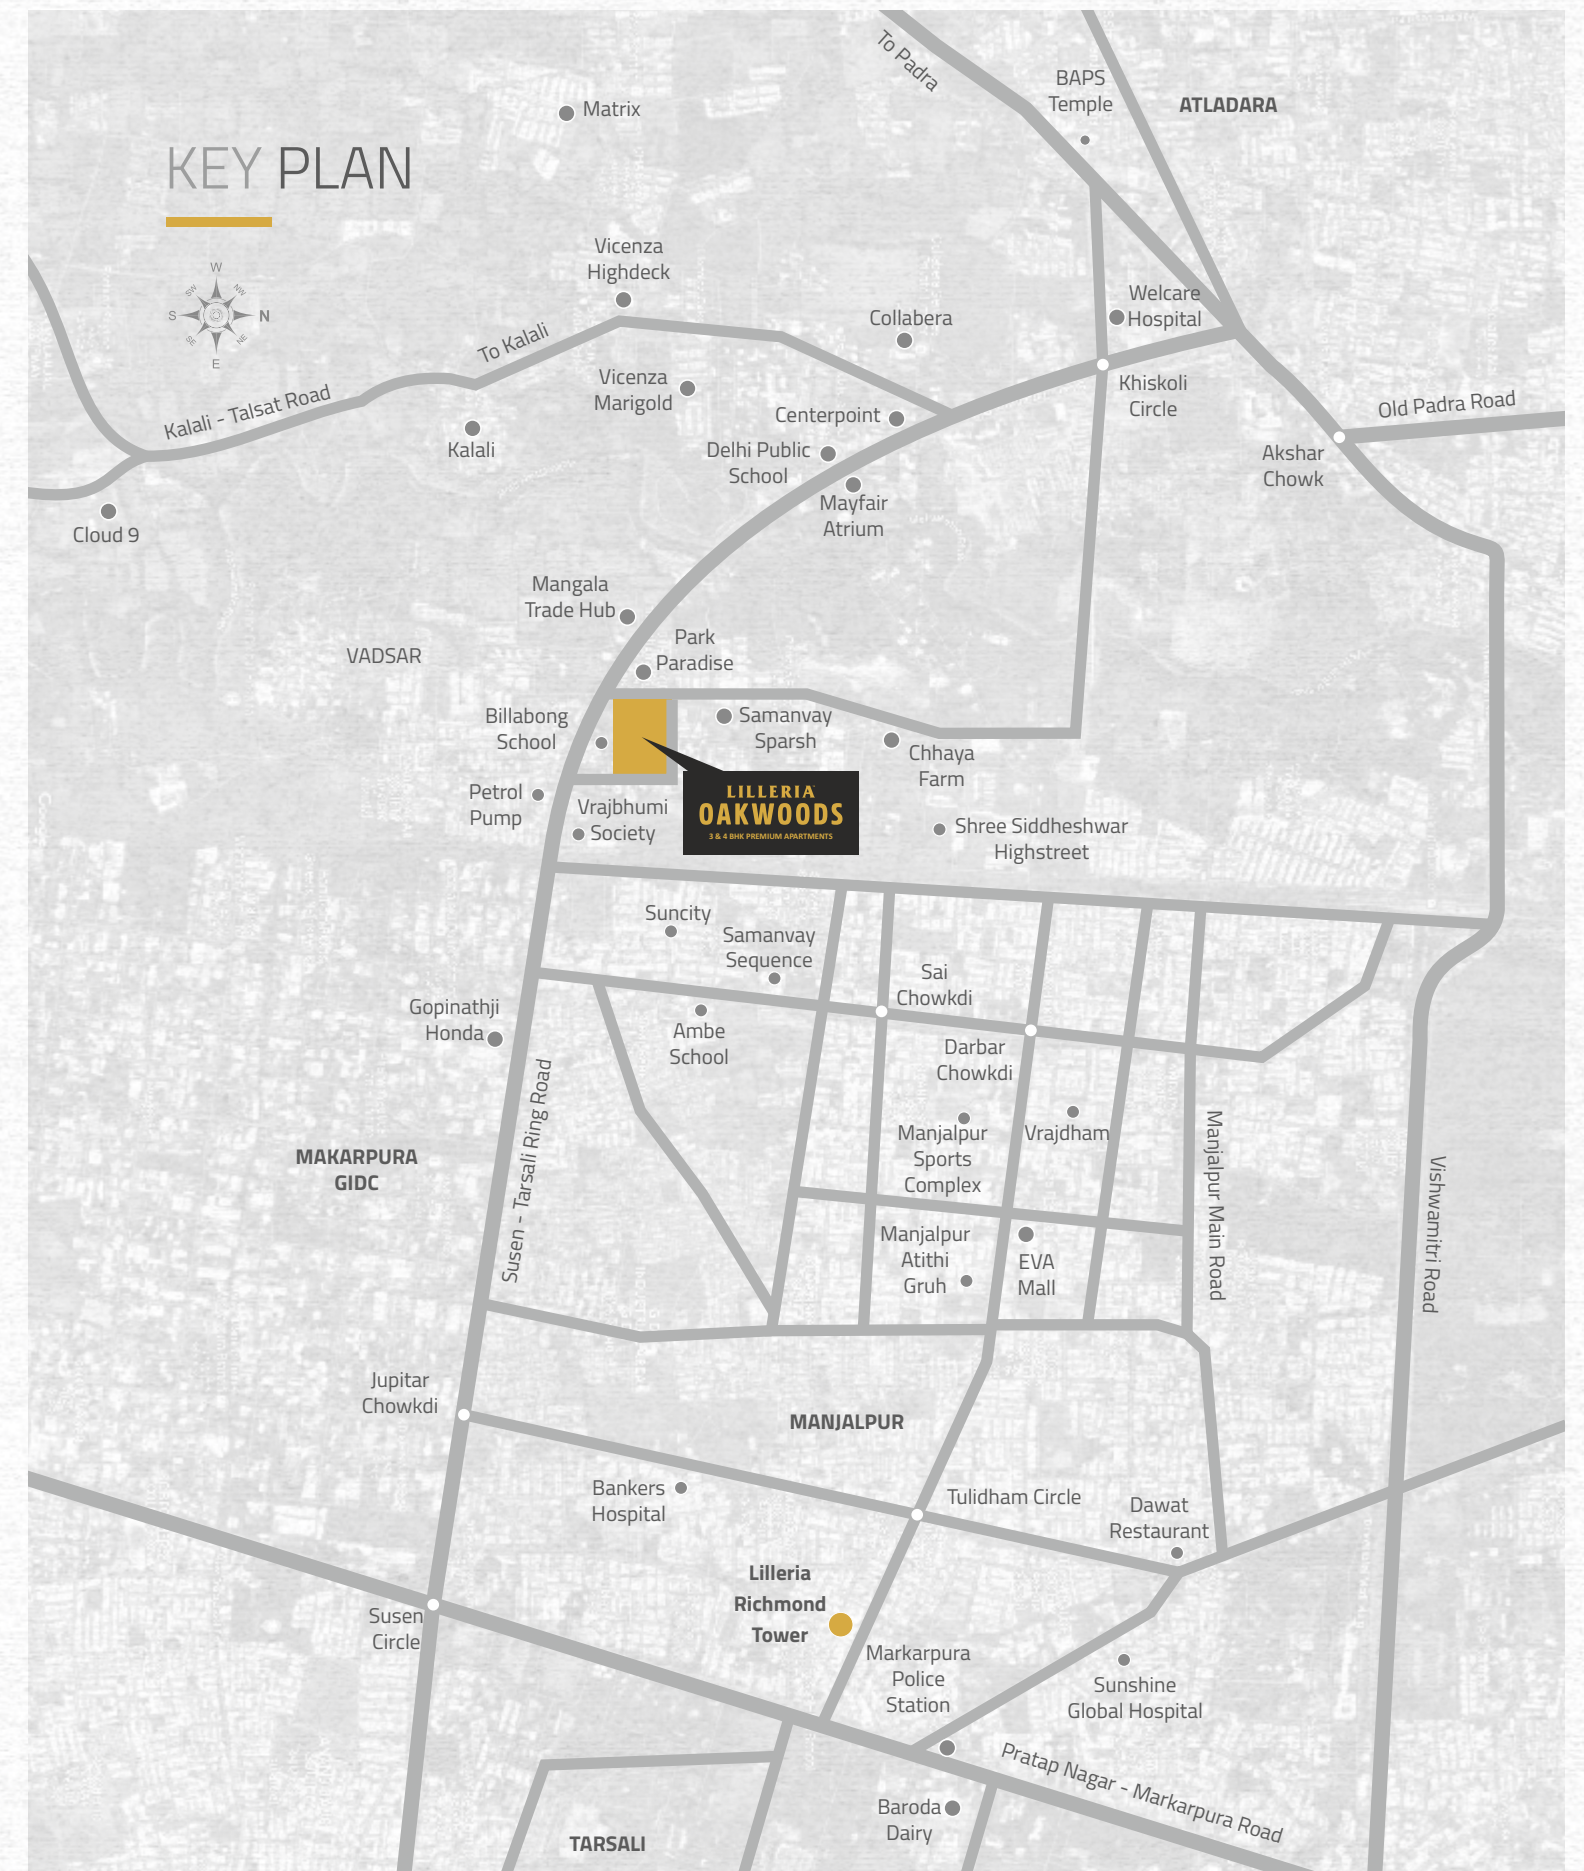 To Padra
BAPS
Temple
ATLADARA
Matrix
KEY PLAN
W
SW
NW
S
N
SE
NE
E
Vicenza
Highdeck
To Kalali
Collabera
Welcare
Hospital
Kalali - Talsat Road
Vicenza
Marigold
Khiskoli
Circle
Old Padra Road
Centerpoint
Kalali
Delhi Public
School
Akshar
Chowk
Mayfair
Atrium
Cloud 9
Mangala
Trade Hub
VADSAR
Park
Paradise
Billabong
School
Samanvay
Sparsh
Chhaya
Farm
Petrol
Pump
Vrajbhumi
Society
LILLERIA
OAKWOODS
3 & 4 BHK PREMIUM APARTMENTS
Shree Siddheshwar
Highstreet
Suncity
Samanvay
Sequence
Sai
Chowkdi
Gopinathji
Honda
Ambe
School
Darbar
Chowkdi
Susen - Tarsali Ring Road
Manjalpur
Sports
Complex
Vrajdham
Manjalpur Main Road
Vishwamitri Road
MAKARPURA
GIDC
Manjalpur
Atithi
Gruh
EVA
Mall
Jupitar
Chowkdi
MANJALPUR
Bankers
Hospital
Tulidham Circle
Dawat
Restaurant
Lilleria
Richmond
Tower
Susen
Circle
Markarpura
Police
Station
Sunshine
Global Hospital
Pratap Nagar - Markarpura Road
Baroda
Dairy
TARSALI